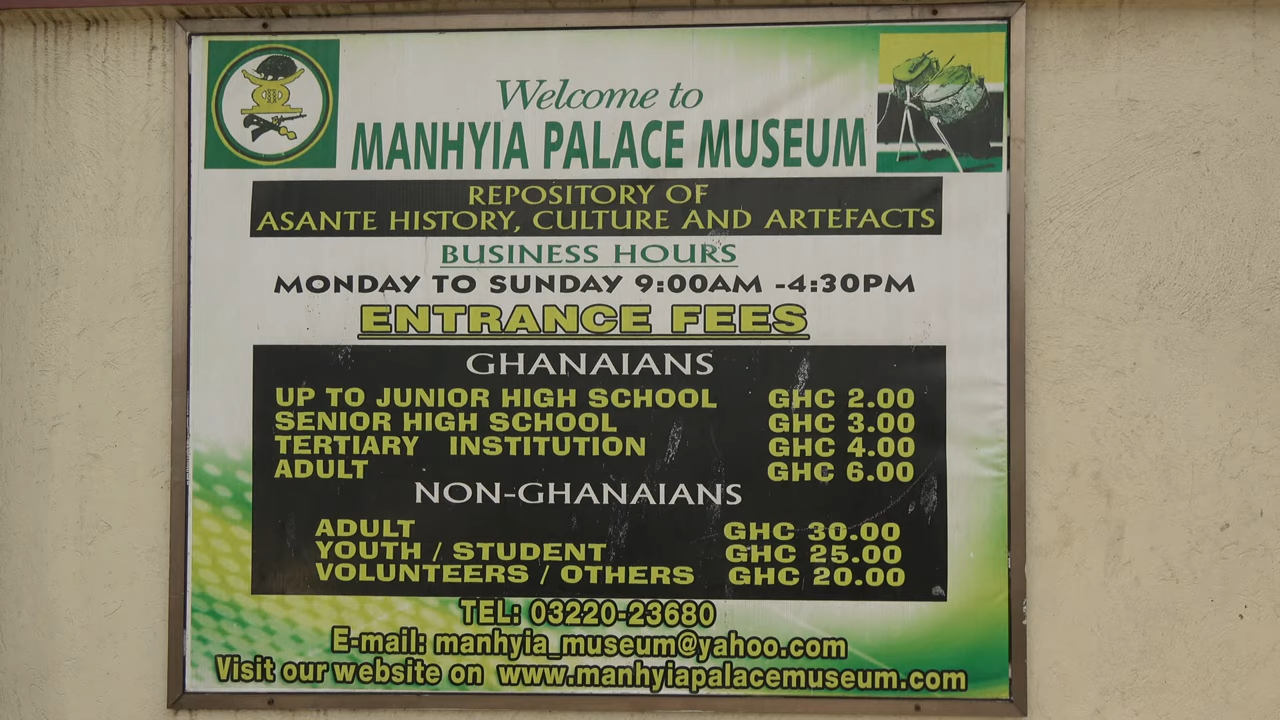 Welcome to
MANHYIA PALACE MUSEUM
REPOSITORY OF
ASANTE HISTORY, CULTURE AND ARTEFACTS
BUSINESS HOURS
MONDAY TO SUNDAY 9:00AM -4:30PM
ENTRANCE FEES
GHANAIANS
UP TO JUNIOR HIGH SCHOOL GHC 2.00
SENIOR HIGH SCHOOL GHC 3.00
TERTIARY INSTITUTION GHC 4.00
ADULT GHC 6.00
NON-GHANAIANS
ADULT GHC 30.00
YOUTH / STUDENT GHC 25.00
VOLUNTEERS / OTHERS GHC 20.00
TEL: 03220-23680
E-mail: manhyia_museum@yahoo.com
Visit our website on www.manhyiapalacemuseum.com